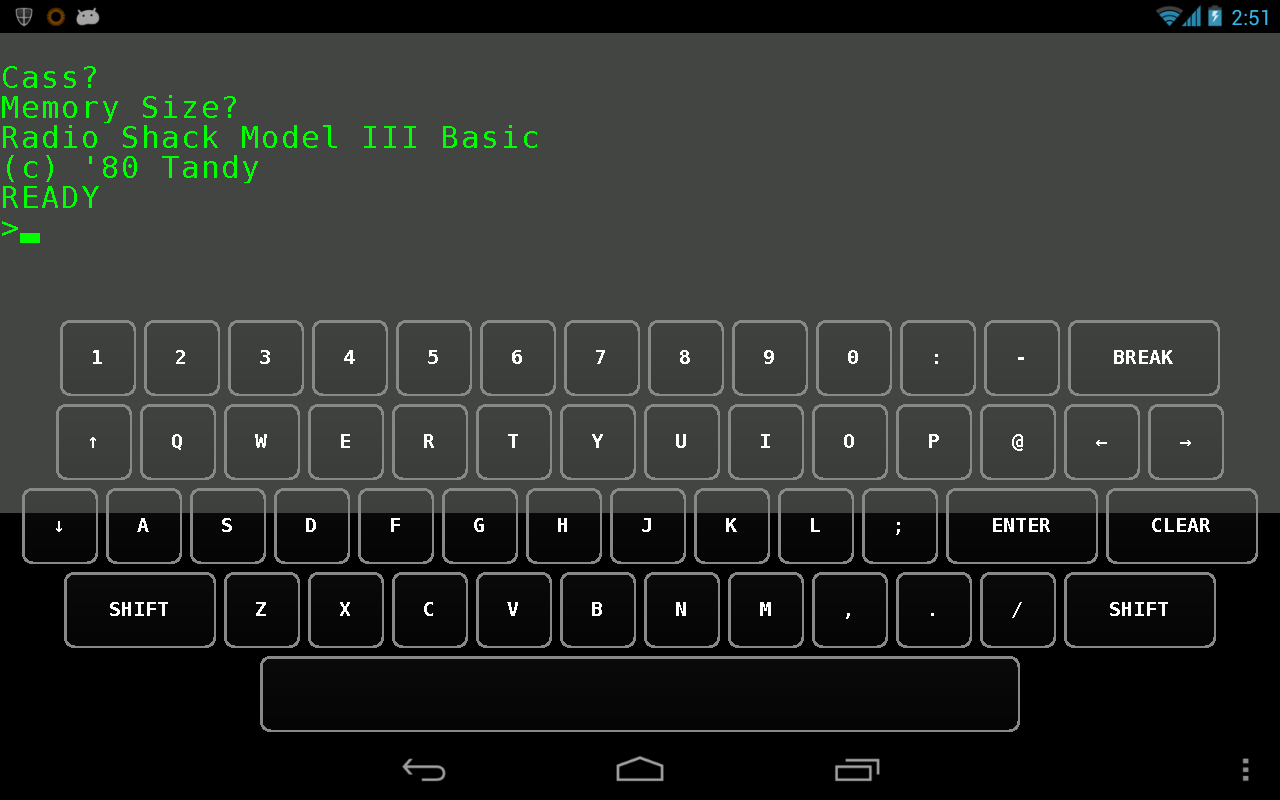 2:51
Cass?
Memory Size?
Radio Shack Model III Basic
(c) '80 Tandy
READY
>_
1 2 3 4 5 6 7 8 9 0 : - BREAK
↑ Q W E R T Y U I O P @ ← →
↓ A S D F G H J K L ; ENTER CLEAR
SHIFT Z X C V B N M , . / SHIFT